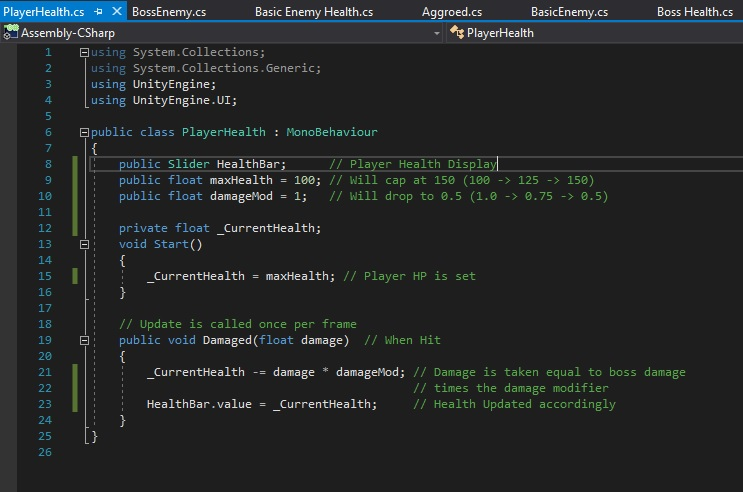 PlayerHealth.cs BossEnemy.cs Basic Enemy Health.cs Aggroed.cs BasicEnemy.cs Boss Health.cs
Assembly-CSharp PlayerHealth
1 using System.Collections;
2 using System.Collections.Generic;
3 using UnityEngine;
4 using UnityEngine.UI;
5
6 public class PlayerHealth : MonoBehaviour
7 {
8 public Slider HealthBar; // Player Health Display
9 public float maxHealth = 100; // Will cap at 150 (100 -> 125 -> 150)
10 public float damageMod = 1; // Will drop to 0.5 (1.0 -> 0.75 -> 0.5)
11
12 private float _CurrentHealth;
13 void Start()
14 {
15 _CurrentHealth = maxHealth; // Player HP is set
16 }
17
18 // Update is called once per frame
19 public void Damaged(float damage) // When Hit
20 {
21 _CurrentHealth -= damage * damageMod; // Damage is taken equal to boss damage
22 // times the damage modifier
23 HealthBar.value = _CurrentHealth; // Health Updated accordingly
24 }
25 }
26